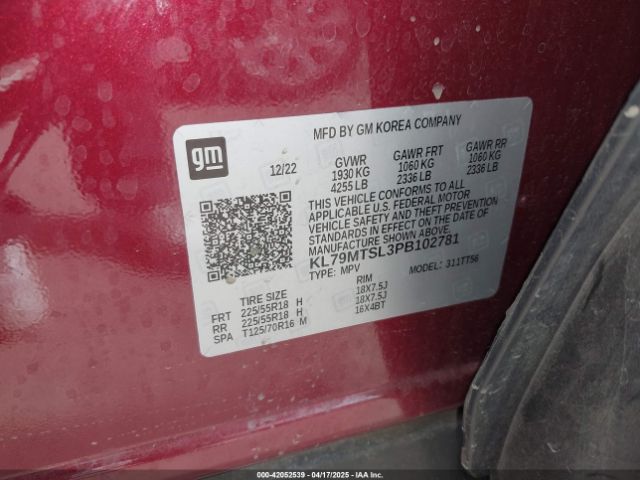 MFD BY GM KOREA COMPANY
gm
12/22 GVWR GAWR FRT GAWR RR
1930 KG 1060 KG 1060 KG
4255 LB 2336 LB 2336 LB
THIS VEHICLE CONFORMS TO ALL
APPLICABLE U.S. FEDERAL MOTOR
VEHICLE SAFETY AND THEFT PREVENTION
STANDARDS IN EFFECT ON THE DATE OF
MANUFACTURE SHOWN ABOVE.
KL79MTSL3PB102781
TYPE: MPV MODEL: 311TT56
TIRE SIZE RIM
FRT 225/55R18 H 18X7.5J
RR 225/55R18 H 18X7.5J
SPA T125/70R16 M 16X4BT
00-42052539 - 04/17/2025 - IAAI.COM